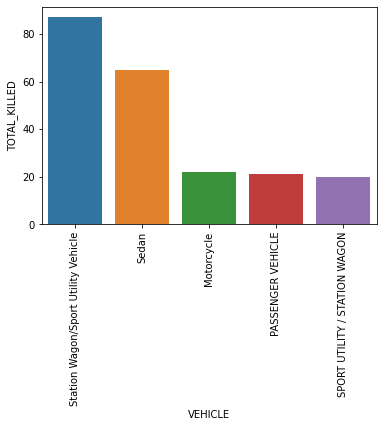 80
60
40
20
0
TOTAL_KILLED
Station Wagon/Sport Utility Vehicle
Sedan
Motorcycle
PASSENGER VEHICLE
SPORT UTILITY / STATION WAGON
VEHICLE